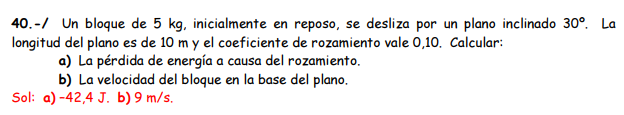 40.-/ Un bloque de 5 kg, inicialmente en reposo, se desliza por un plano inclinado 30º. La
longitud del plano es de 10 m y el coeficiente de rozamiento vale 0,10. Calcular:
a) La pérdida de energía a causa del rozamiento.
b) La velocidad del bloque en la base del plano.
Sol: a) -42,4 J. b) 9 m/s.